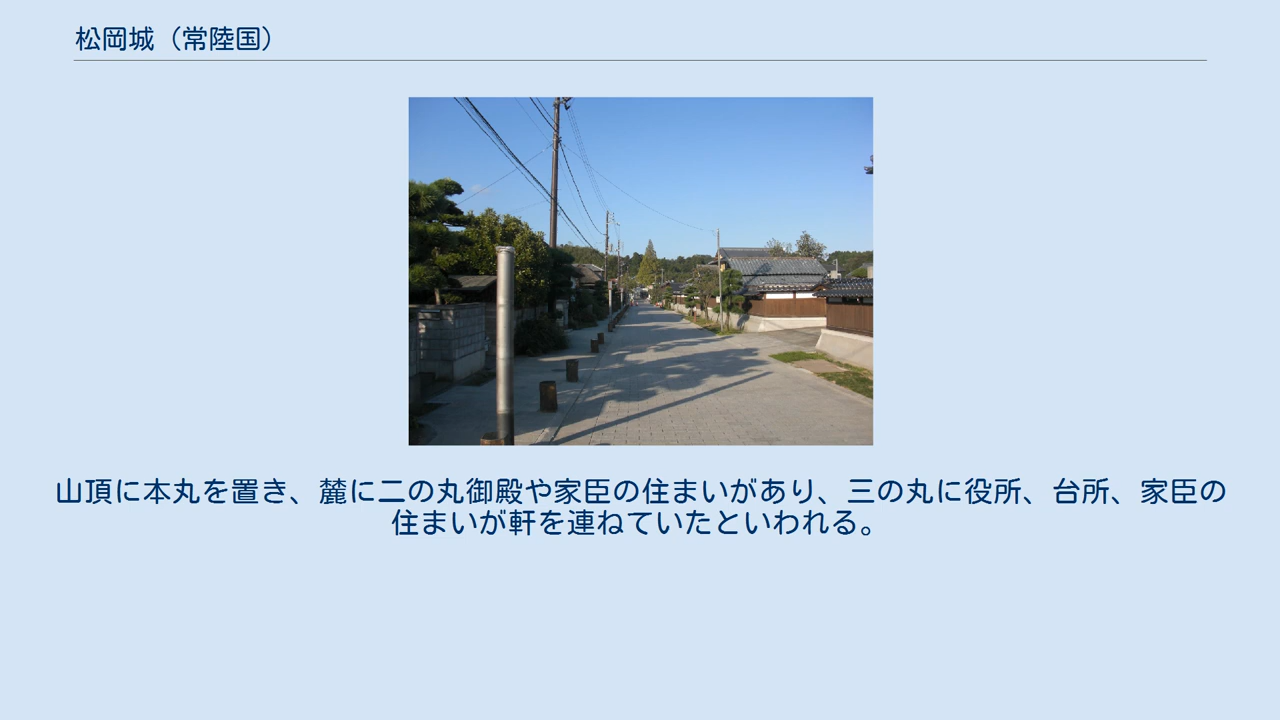 松岡城（常陸国）
山頂に本丸を置き、麓に二の丸御殿や家臣の住まいがあり、三の丸に役所、台所、家臣の
住まいが軒を連ねていたといわれる。